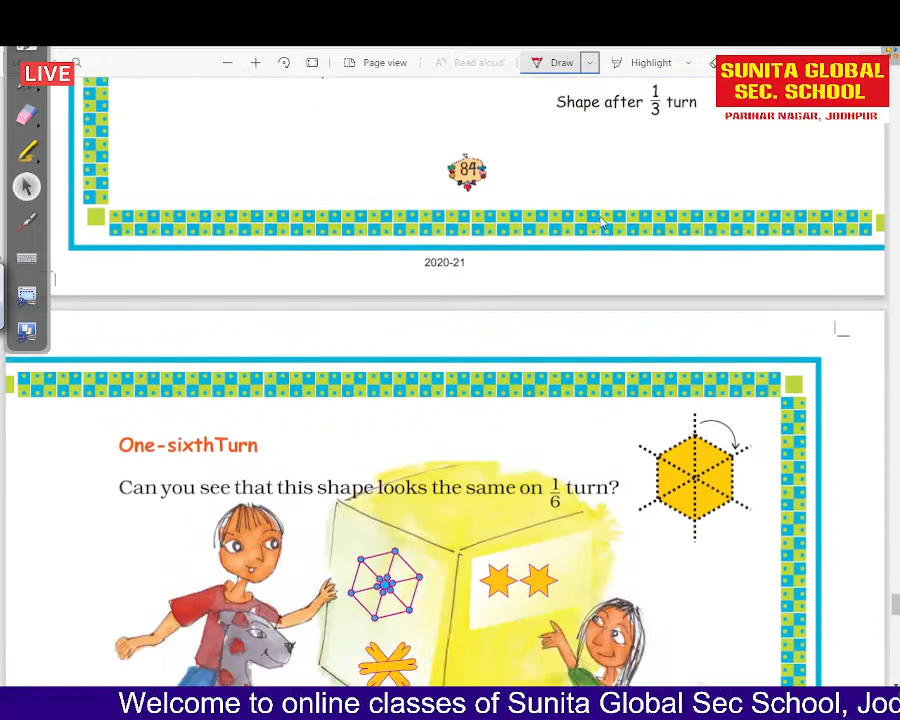 LIVE
Page view
Read aloud
Draw
Highlight
SUNITA GLOBAL
SEC. SCHOOL
PARIHAR NAGAR, JODHPUR
Shape after 1/3 turn
84
2020-21
One-sixthTurn
Can you see that this shape looks the same on 1/6 turn?
Welcome to online classes of Sunita Global Sec School, Jod